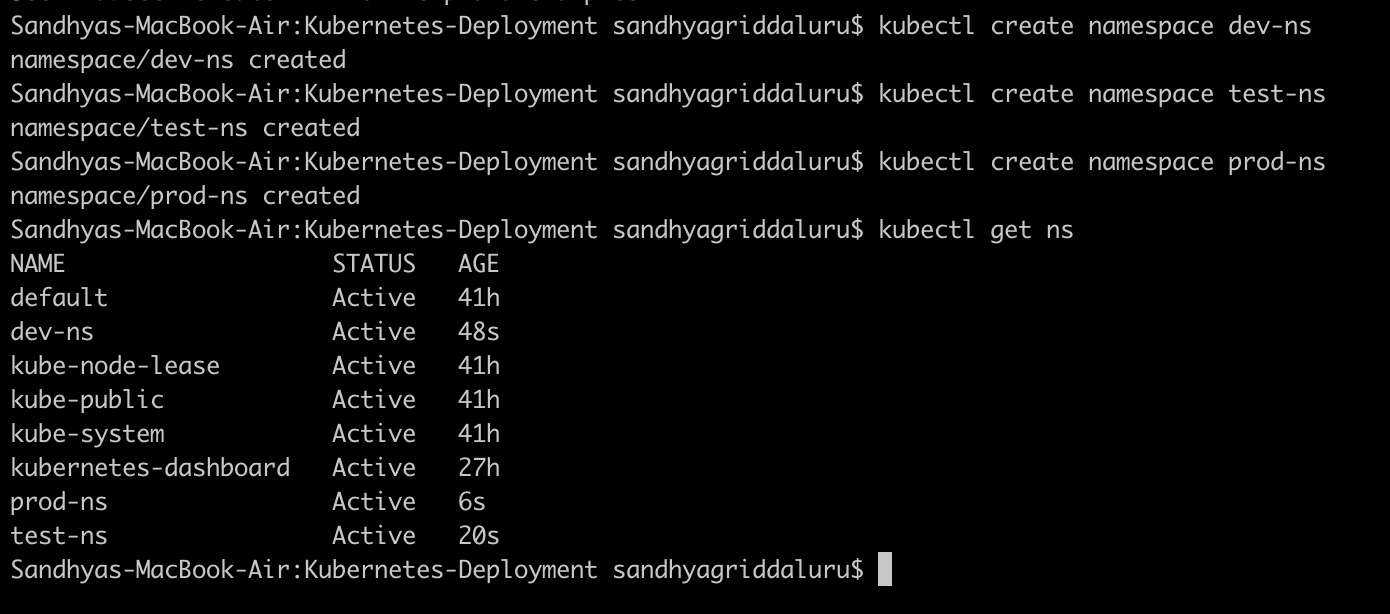 Sandhyas-MacBook-Air:Kubernetes-Deployment sandhyagriddaluru$ kubectl create namespace dev-ns
namespace/dev-ns created
Sandhyas-MacBook-Air:Kubernetes-Deployment sandhyagriddaluru$ kubectl create namespace test-ns
namespace/test-ns created
Sandhyas-MacBook-Air:Kubernetes-Deployment sandhyagriddaluru$ kubectl create namespace prod-ns
namespace/prod-ns created
Sandhyas-MacBook-Air:Kubernetes-Deployment sandhyagriddaluru$ kubectl get ns
NAME                   STATUS   AGE
default                Active   41h
dev-ns                 Active   48s
kube-node-lease        Active   41h
kube-public            Active   41h
kube-system            Active   41h
kubernetes-dashboard   Active   27h
prod-ns                Active   6s
test-ns                Active   20s
Sandhyas-MacBook-Air:Kubernetes-Deployment sandhyagriddaluru$